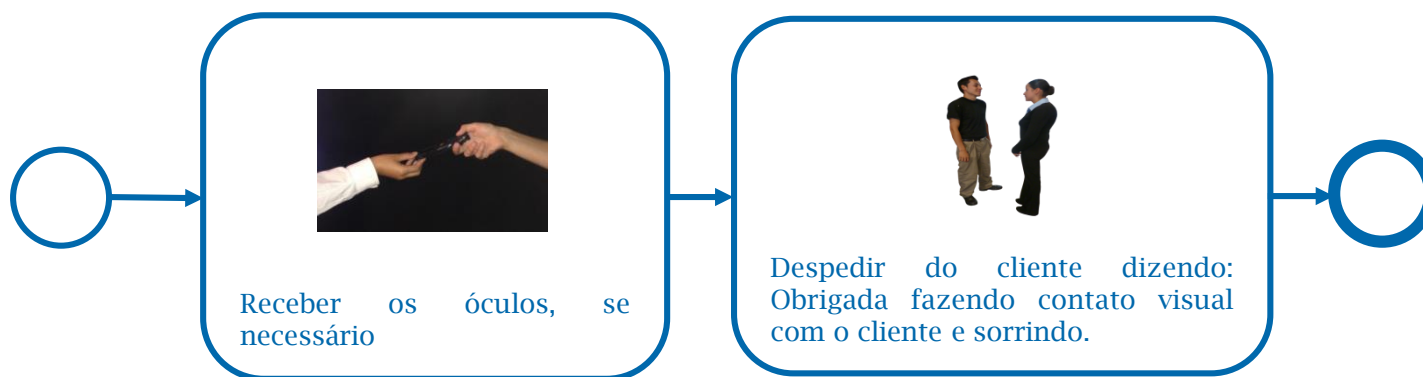 Receber os óculos, se
necessário
Despedir do cliente dizendo:
Obrigada fazendo contato visual
com o cliente e sorrindo.